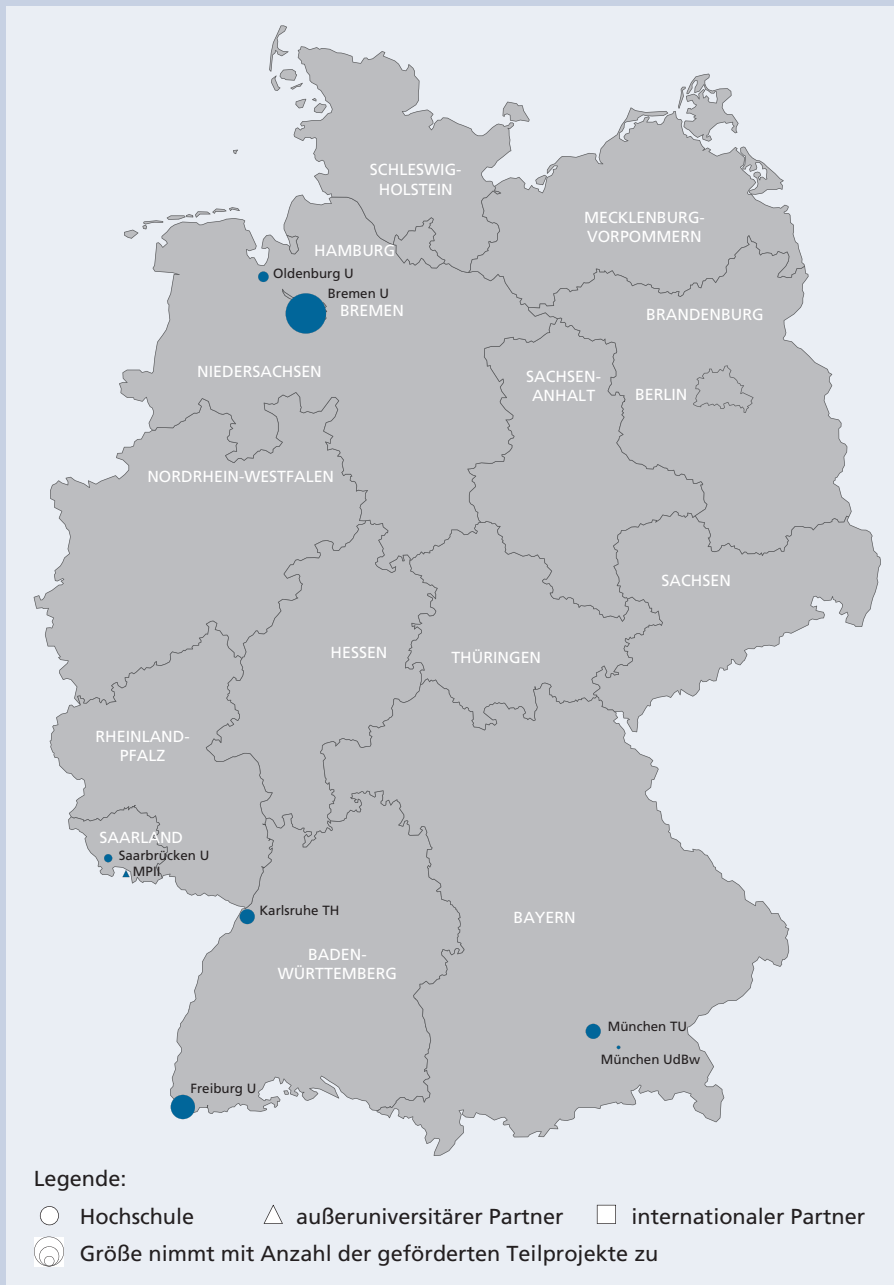 SCHLESWIG-
HOLSTEIN
MECKLENBURG-
VORPOMMERN
HAMBURG
Oldenburg U
Bremen U
BREMEN
BRANDENBURG
NIEDERSACHSEN
SACHSEN-
ANHALT
BERLIN
NORDRHEIN-WESTFALEN
SACHSEN
HESSEN
THÜRINGEN
RHEINLAND-
PFALZ
SAARLAND
Saarbrücken U
MPII
Karlsruhe TH
BAYERN
BADEN-
WÜRTTEMBERG
München TU
München UdBw
Freiburg U
Legende:
Hochschule außeruniversitärer Partner internationaler Partner
Größe nimmt mit Anzahl der geförderten Teilprojekte zu